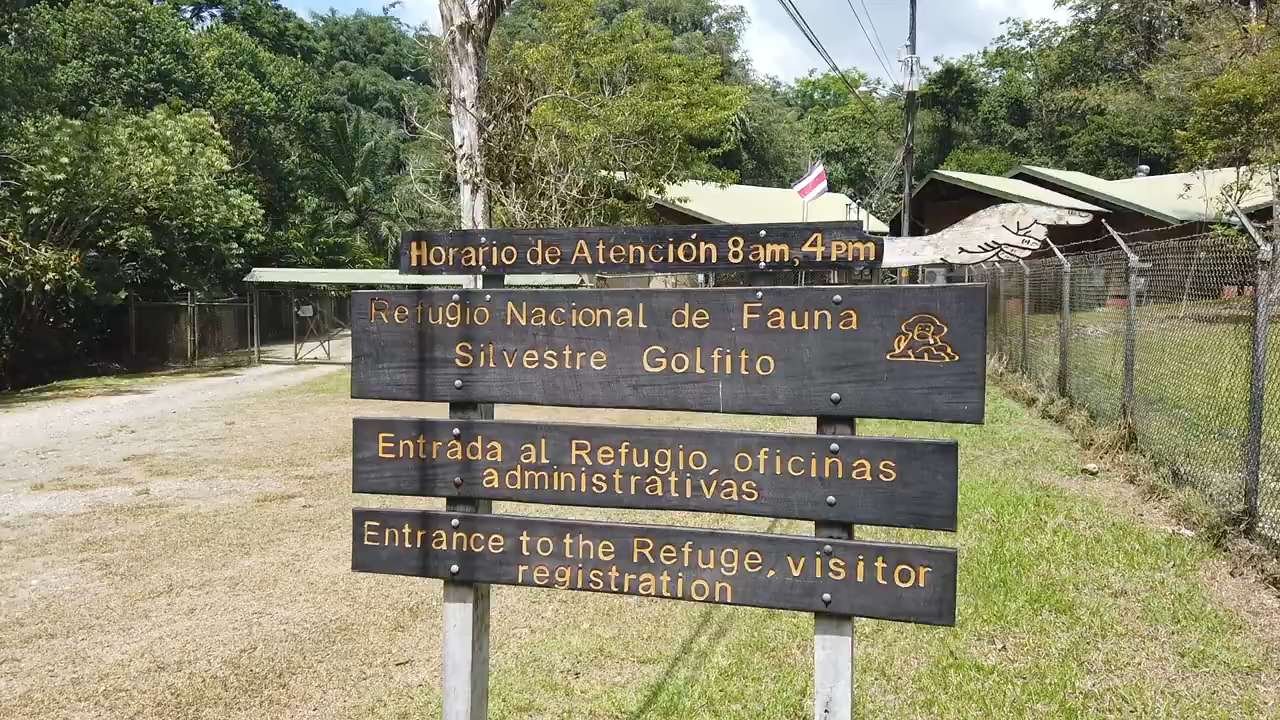 Horario de Atención 8am, 4pm
Refugio Nacional de Fauna
Silvestre Golfito
Entrada al Refugio, oficinas
administrativas
Entrance to the Refuge, visitor
registration